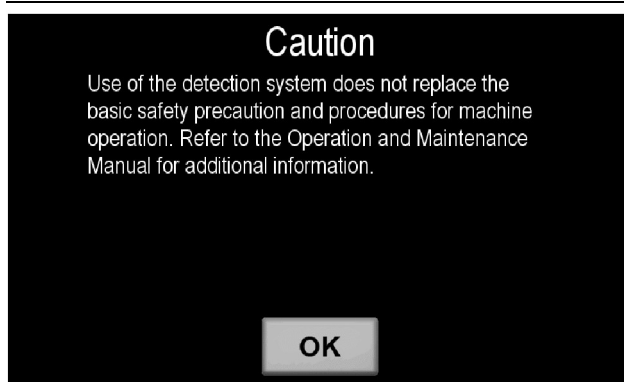 Caution
Use of the detection system does not replace the
basic safety precaution and procedures for machine
operation. Refer to the Operation and Maintenance
Manual for additional information.
OK